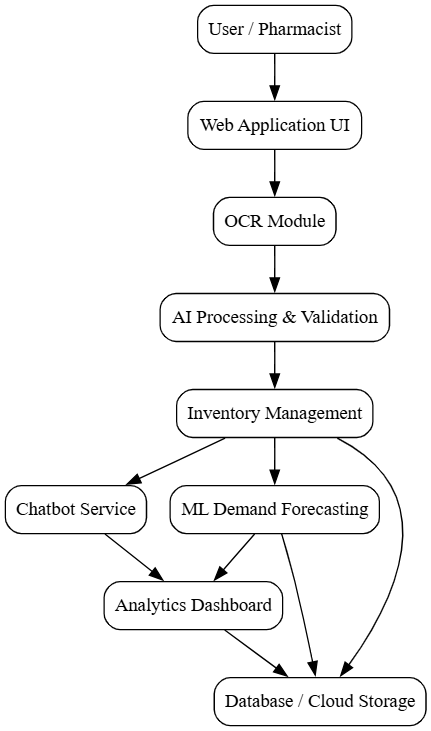 User / Pharmacist
Web Application UI
OCR Module
AI Processing & Validation
Inventory Management
Chatbot Service
ML Demand Forecasting
Analytics Dashboard
Database / Cloud Storage